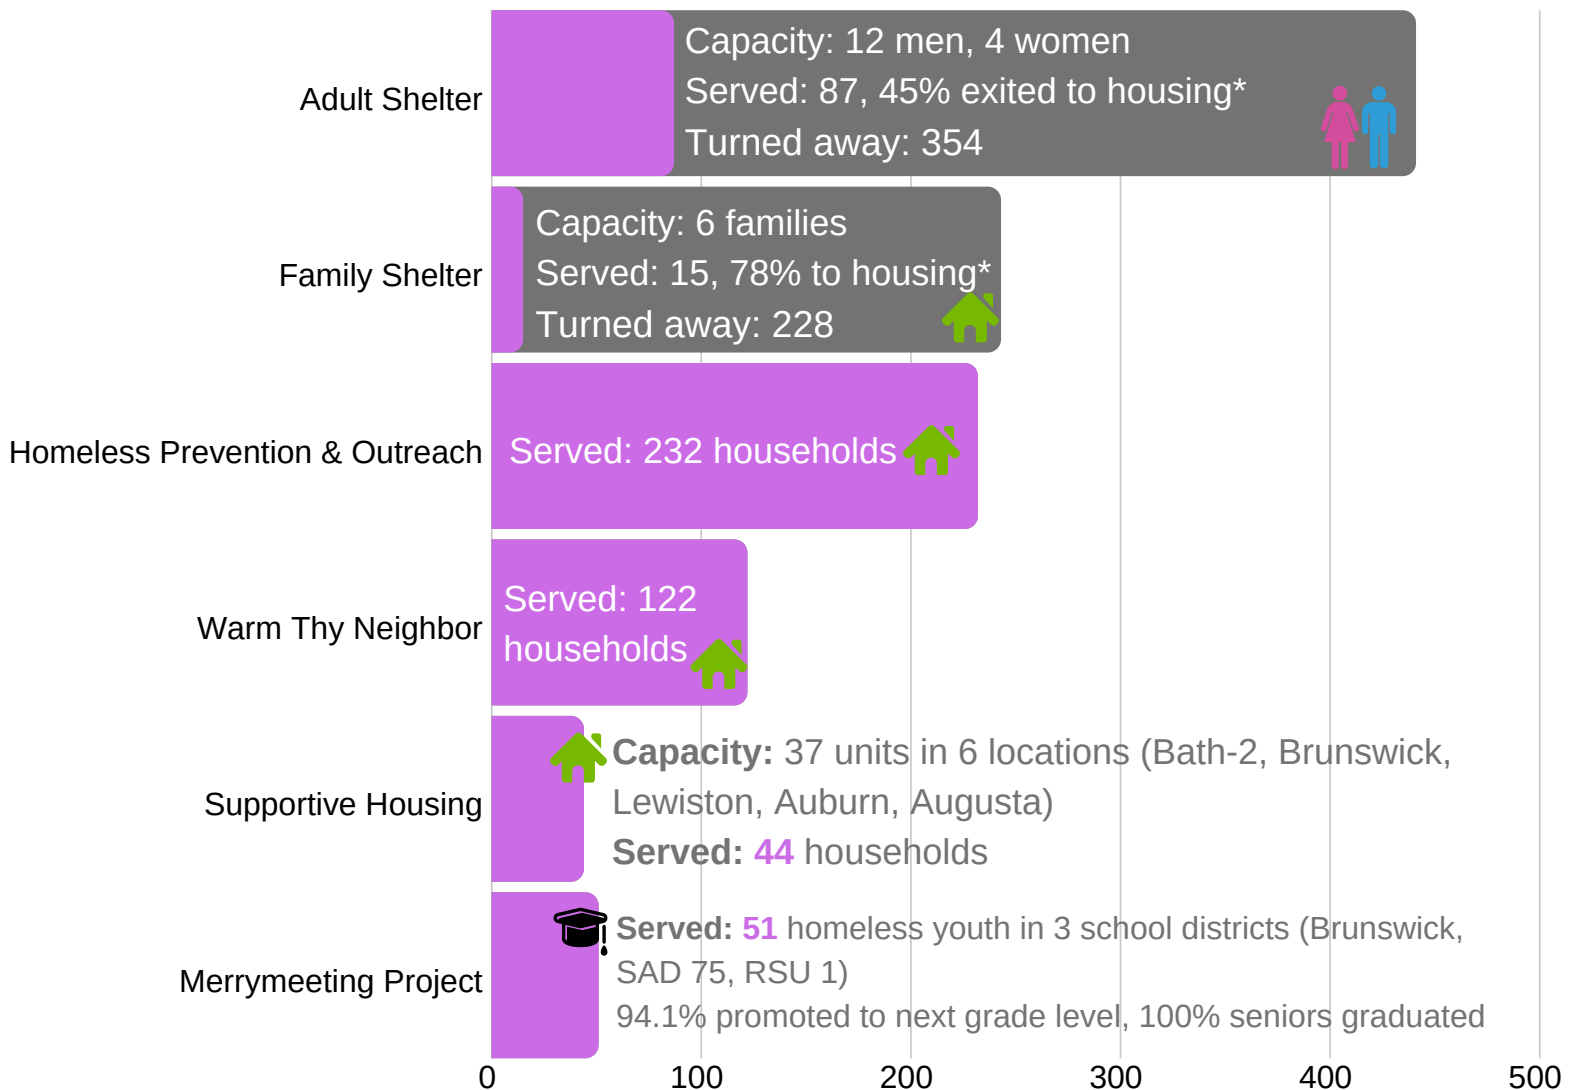 Adult Shelter
Capacity: 12 men, 4 women
Served: 87, 45% exited to housing*
Turned away: 354
Family Shelter
Capacity: 6 families
Served: 15, 78% to housing*
Turned away: 228
Homeless Prevention & Outreach
Served: 232 households
Warm Thy Neighbor
Served: 122
households
Supportive Housing
Capacity: 37 units in 6 locations (Bath-2, Brunswick,
Lewiston, Auburn, Augusta)
Served: 44 households
Merrymeeting Project
Served: 51 homeless youth in 3 school districts (Brunswick,
SAD 75, RSU 1)
94.1% promoted to next grade level, 100% seniors graduated
0 100 200 300 400 500